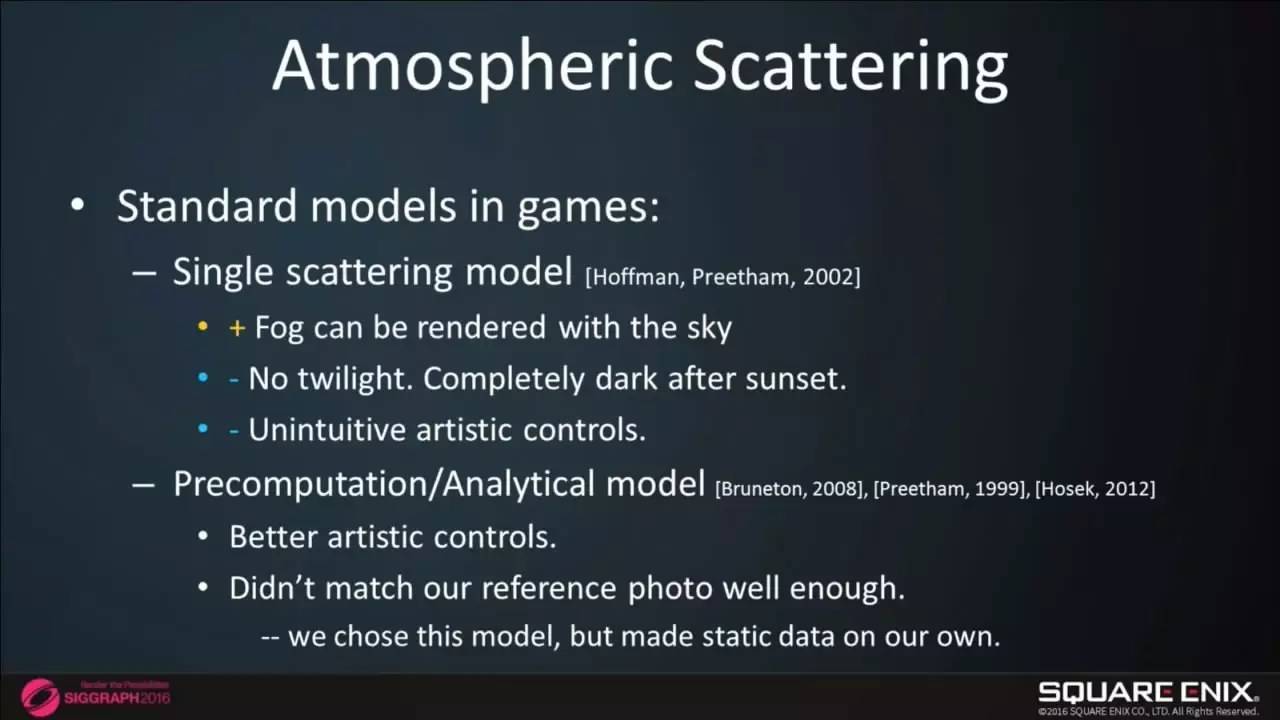 Atmospheric Scattering
• Standard models in games:
– Single scattering model [Hoffman, Preetham, 2002]
• + Fog can be rendered with the sky
• - No twilight. Completely dark after sunset.
• - Unintuitive artistic controls.
– Precomputation/Analytical model [Bruneton, 2008], [Preetham, 1999], [Hosek, 2012]
• Better artistic controls.
• Didn't match our reference photo well enough.
-- we chose this model, but made static data on our own.
Render the Possibilities
SIGGRAPH2016
SQUARE ENIX.
©2016 SQUARE ENIX CO., LTD. All Rights Reserved.